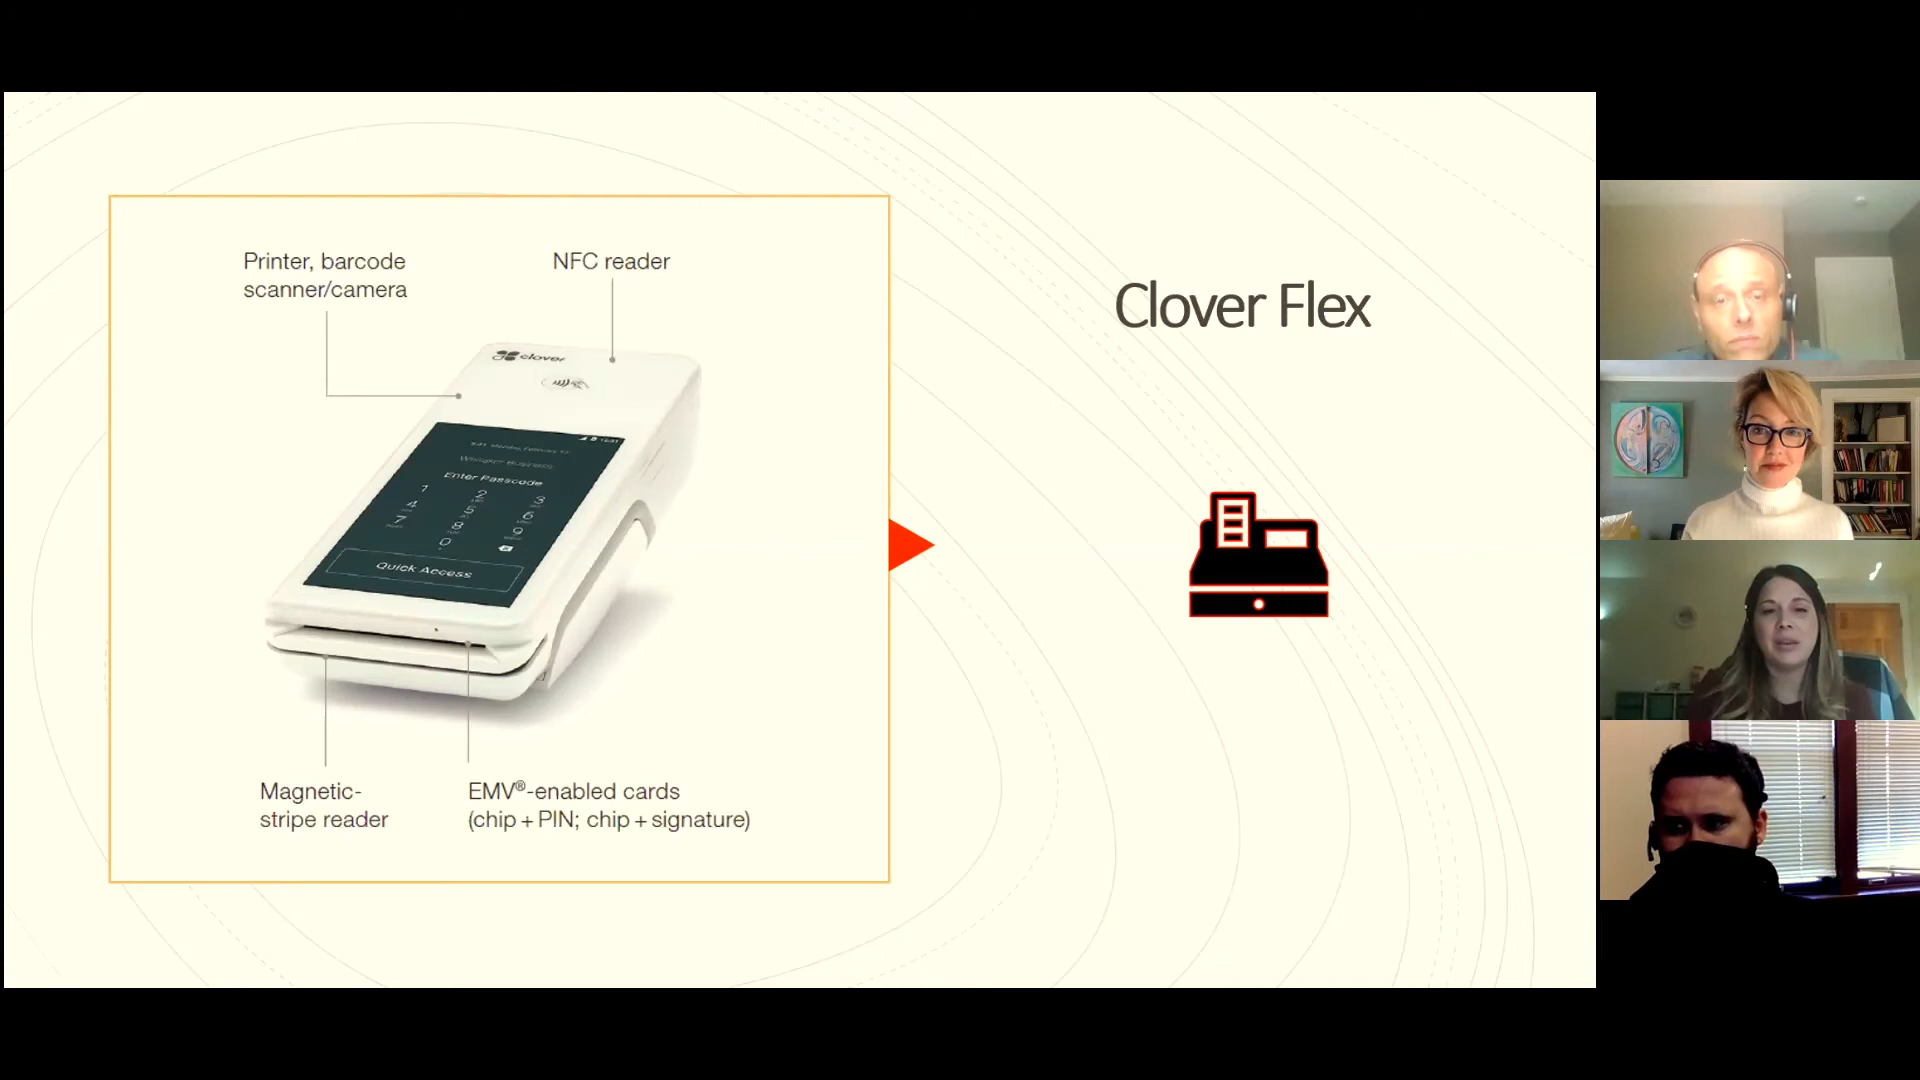 Printer, barcode
scanner/camera
NFC reader
clover
Enter Passcode
1 2 3
4 5 6
7 8 9
0
Quick Access
Magnetic-
stripe reader
EMV®-enabled cards
(chip + PIN; chip + signature)
Clover Flex